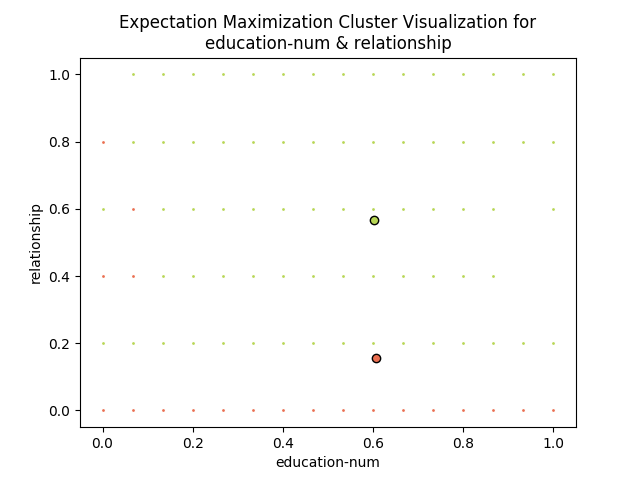 Expectation Maximization Cluster Visualization for
education-num & relationship
1.0
0.8
0.6
0.4
0.2
0.0
relationship
0.0 0.2 0.4 0.6 0.8 1.0
education-num